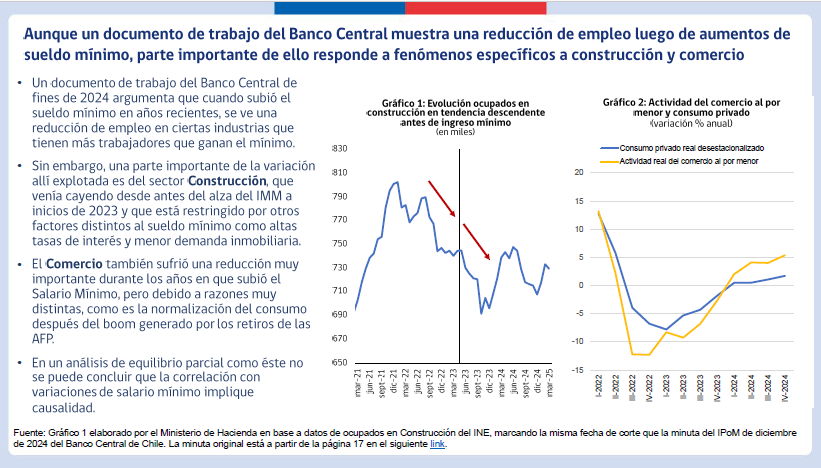 Aunque un documento de trabajo del Banco Central muestra una reducción de empleo luego de aumentos de
sueldo mínimo, parte importante de ello responde a fenómenos específicos a construcción y comercio
• Un documento de trabajo del Banco Central de
fines de 2024 argumenta que cuando subió el
sueldo mínimo en años recientes, se ve una
reducción de empleo en ciertas industrias que
tienen más trabajadores que ganan el mínimo.
• Sin embargo, una parte importante de la variación
allí explotada es del sector Construcción, que
venía cayendo desde antes del alza del IMM a
inicios de 2023 y que está restringido por otros
factores distintos al sueldo mínimo como altas
tasas de interés y menor demanda inmobiliaria.
• El Comercio también sufrió una reducción muy
importante durante los años en que subió el
Salario Mínimo, pero debido a razones muy
distintas, como es la normalización del consumo
después del boom generado por los retiros de las
AFP.
• En un análisis de equilibrio parcial como éste no
se puede concluir que la correlación con
variaciones de salario mínimo implique
causalidad.
Gráfico 1: Evolución ocupados en
construcción en tendencia descendente
antes de ingreso mínimo
(en miles)
830
810
790
770
750
730
710
690
670
650
mar-21
jun-21
sept-21
dic-21
mar-22
jun-22
sept-22
dic-22
mar-23
jun-23
sept-23
dic-23
mar-24
jun-24
sept-24
dic-24
mar-25
Gráfico 2: Actividad del comercio al por
menor y consumo privado
(variación % anual)
Consumo privado real desestacionalizado
Actividad real del comercio al por menor
20
15
10
5
0
-5
-10
-15
I-2022
II-2022
III-2022
IV-2022
I-2023
II-2023
III-2023
IV-2023
I-2024
II-2024
III-2024
IV-2024
Fuente: Gráfico 1 elaborado por el Ministerio de Hacienda en base a datos de ocupados en Construcción del INE, marcando la misma fecha de corte que la minuta del IPoM de diciembre
de 2024 del Banco Central de Chile. La minuta original está a partir de la página 17 en el siguiente link.